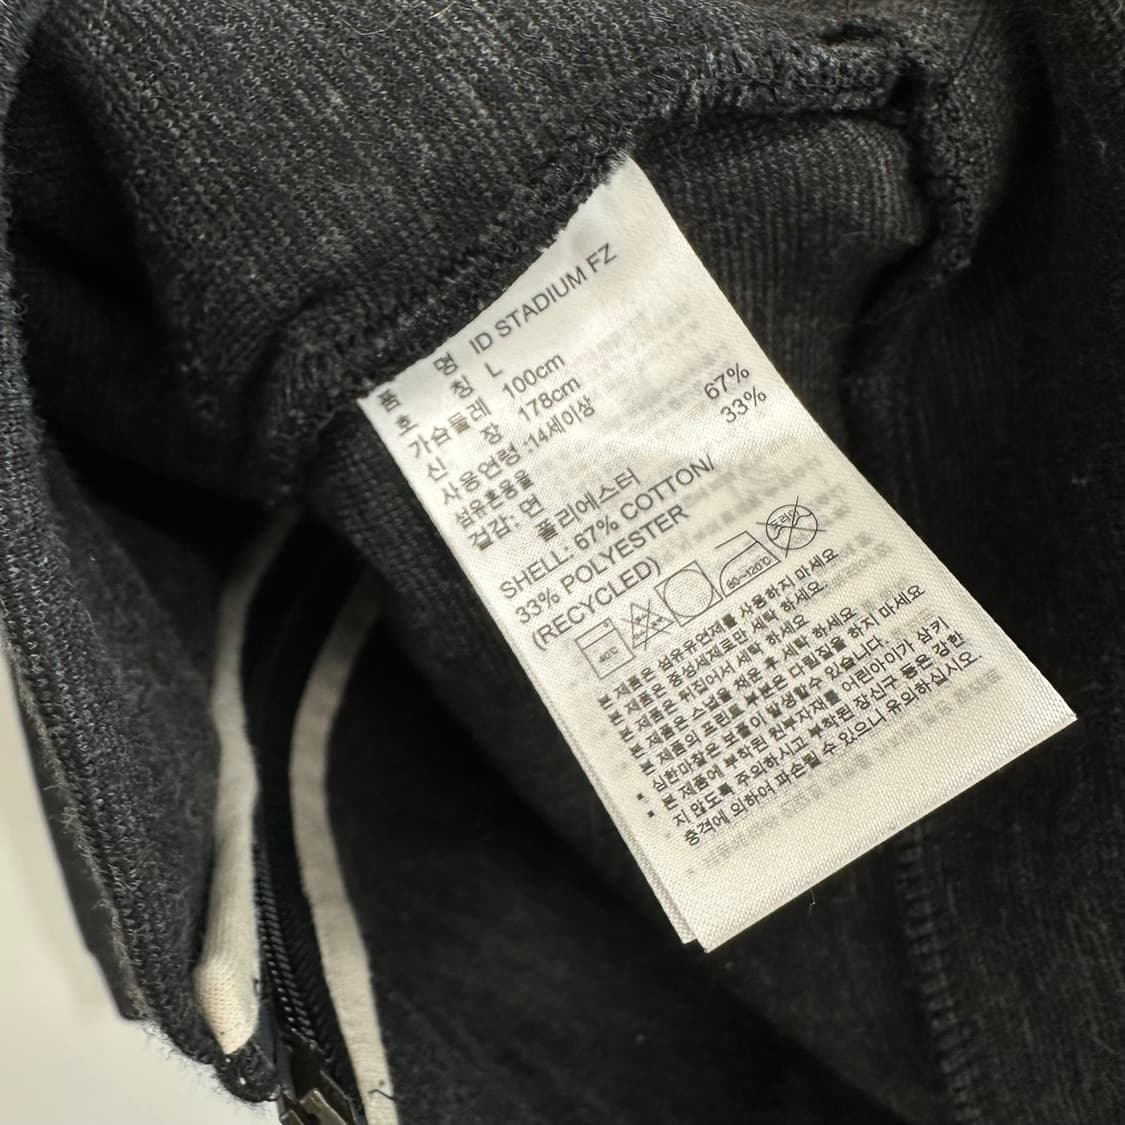 품 명 ID STADIUM FZ
호 칭 L
가슴둘레 100cm
신 장 178cm
사용연령 :14세이상
섬유혼용율
겉감: 면 67%
폴리에스터 33%
SHELL: 67% COTTON/
33% POLYESTER
(RECYCLED)
40℃ 80~120℃ 드라이
본 제품은 섬유유연제를 사용하지 마세요
본 제품은 중성세제로만 세탁 하세요.
본 제품은 뒤집어서 세탁 하세요
본 제품은 스냅을 채운 후 세탁 하세요.
본 제품의 프린트 부분은 다림질을 하지 마세요
심한마찰은 보풀이 발생할수 있습니다.
본 제품에 부착된 원부자재를 어린아이가 삼키
지 않도록 주의하시고 부착된 장신구 등은 강한
충격에 의하여 파손될 수 있으니 유의하십시오.